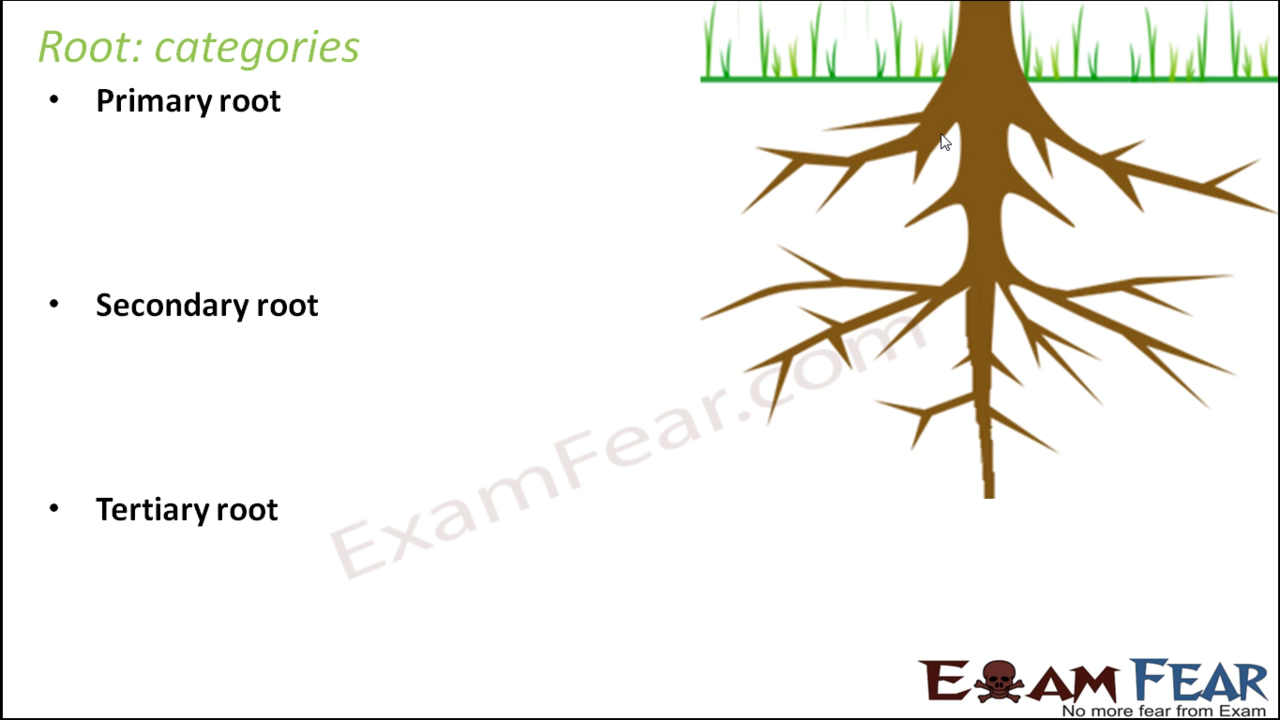 Root: categories
• Primary root
• Secondary root
• Tertiary root
ExamFear.com
EXAM FEAR
No more fear from Exam